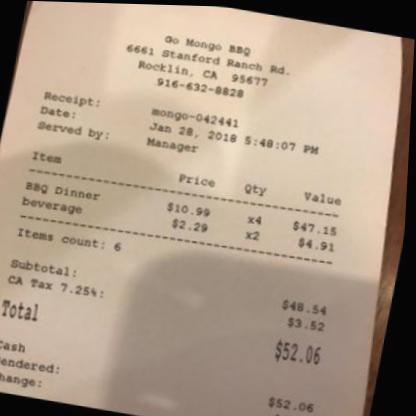 Go Mongo BBQ
6661 Stanford Ranch Rd.
Rocklin, CA 95677
916-632-8828
Receipt: mongo-042441
Date: Jan 28, 2018 5:48:07 PM
Served by: Manager
Item Price Qty Value
BBQ Dinner $10.99 x4 $47.15
beverage $2.29 x2 $4.91
Items count: 6
Subtotal: $48.54
CA Tax 7.25%: $3.52
Total $52.06
Cash
endered: $52.06
hange: